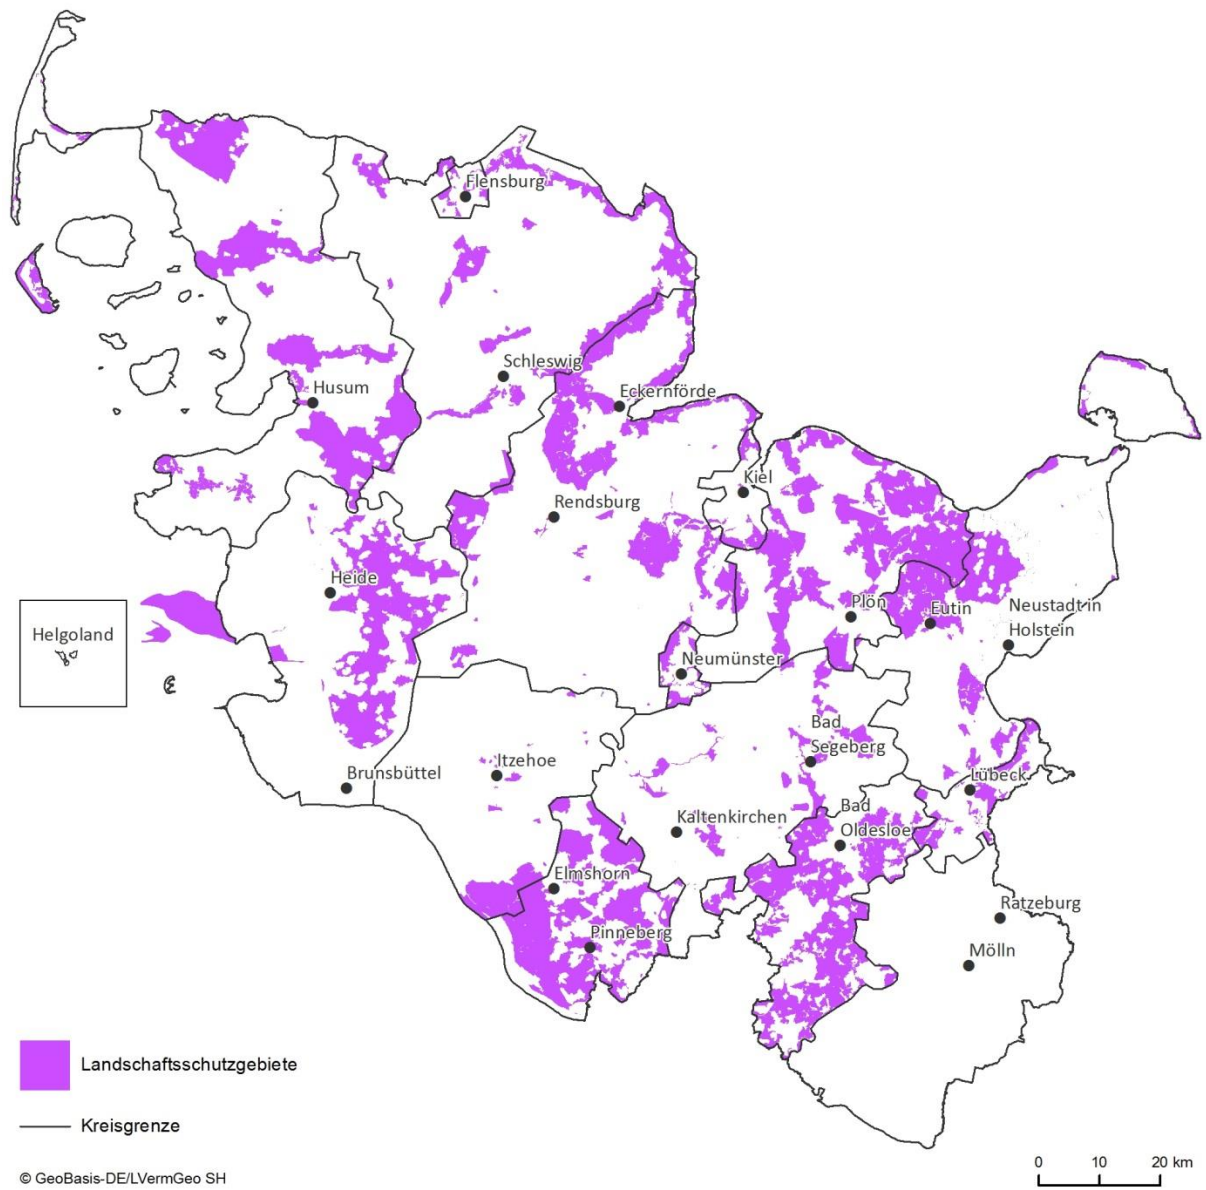 Flensburg
Schleswig
Husum
Eckernförde
Kiel
Rendsburg
Heide
Plön
Eutin
Neustadt in
Holstein
Helgoland
Neumünster
Bad
Segeberg
Itzehoe
Brunsbüttel
Lübeck
Kaltenkirchen
Bad
Oldesloe
Elmshorn
Ratzeburg
Pinneberg
Mölln
Landschaftsschutzgebiete
Kreisgrenze
© GeoBasis-DE/LVermGeo SH
0 10 20 km